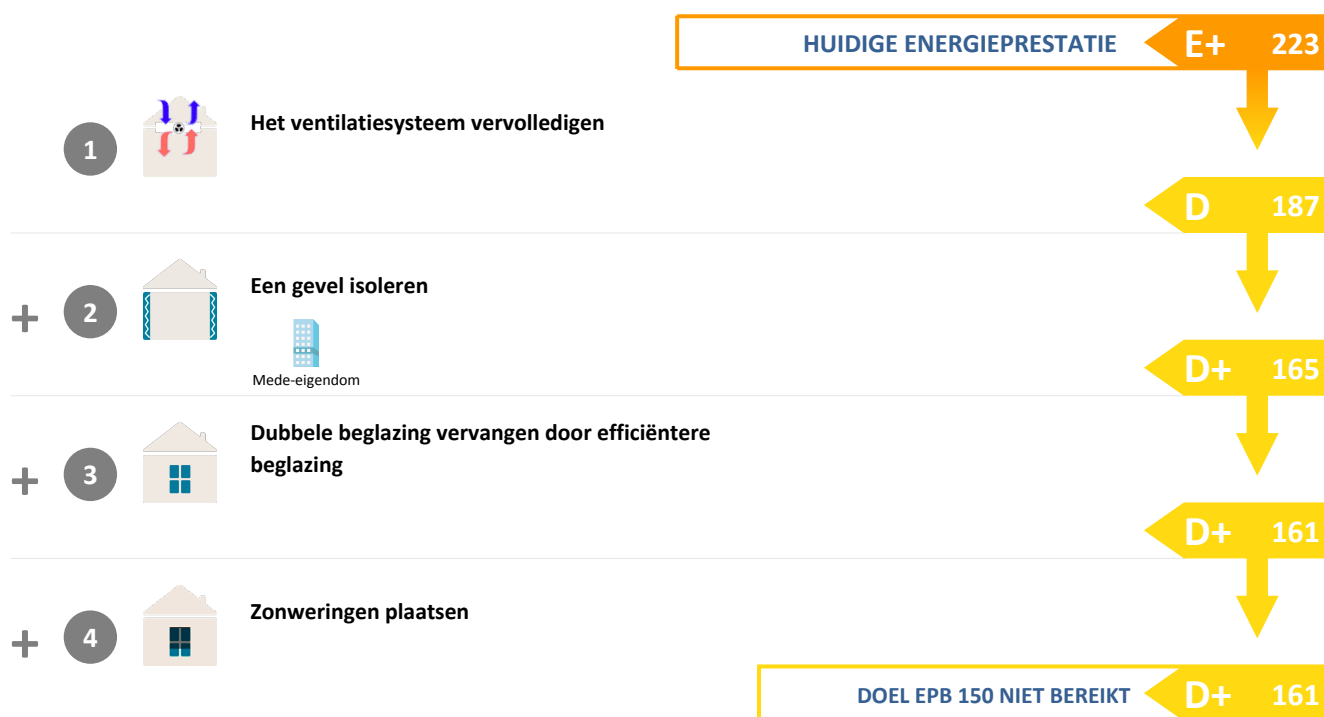 HUIDIGE ENERGIEPRESTATIE E+ 223
1 Het ventilatiesysteem vervolledigen
D 187
+ 2 Een gevel isoleren
Mede-eigendom
D+ 165
Dubbele beglazing vervangen door efficiëntere
+ 3 beglazing
D+ 161
+ 4 Zonweringen plaatsen
DOEL EPB 150 NIET BEREIKT D+ 161